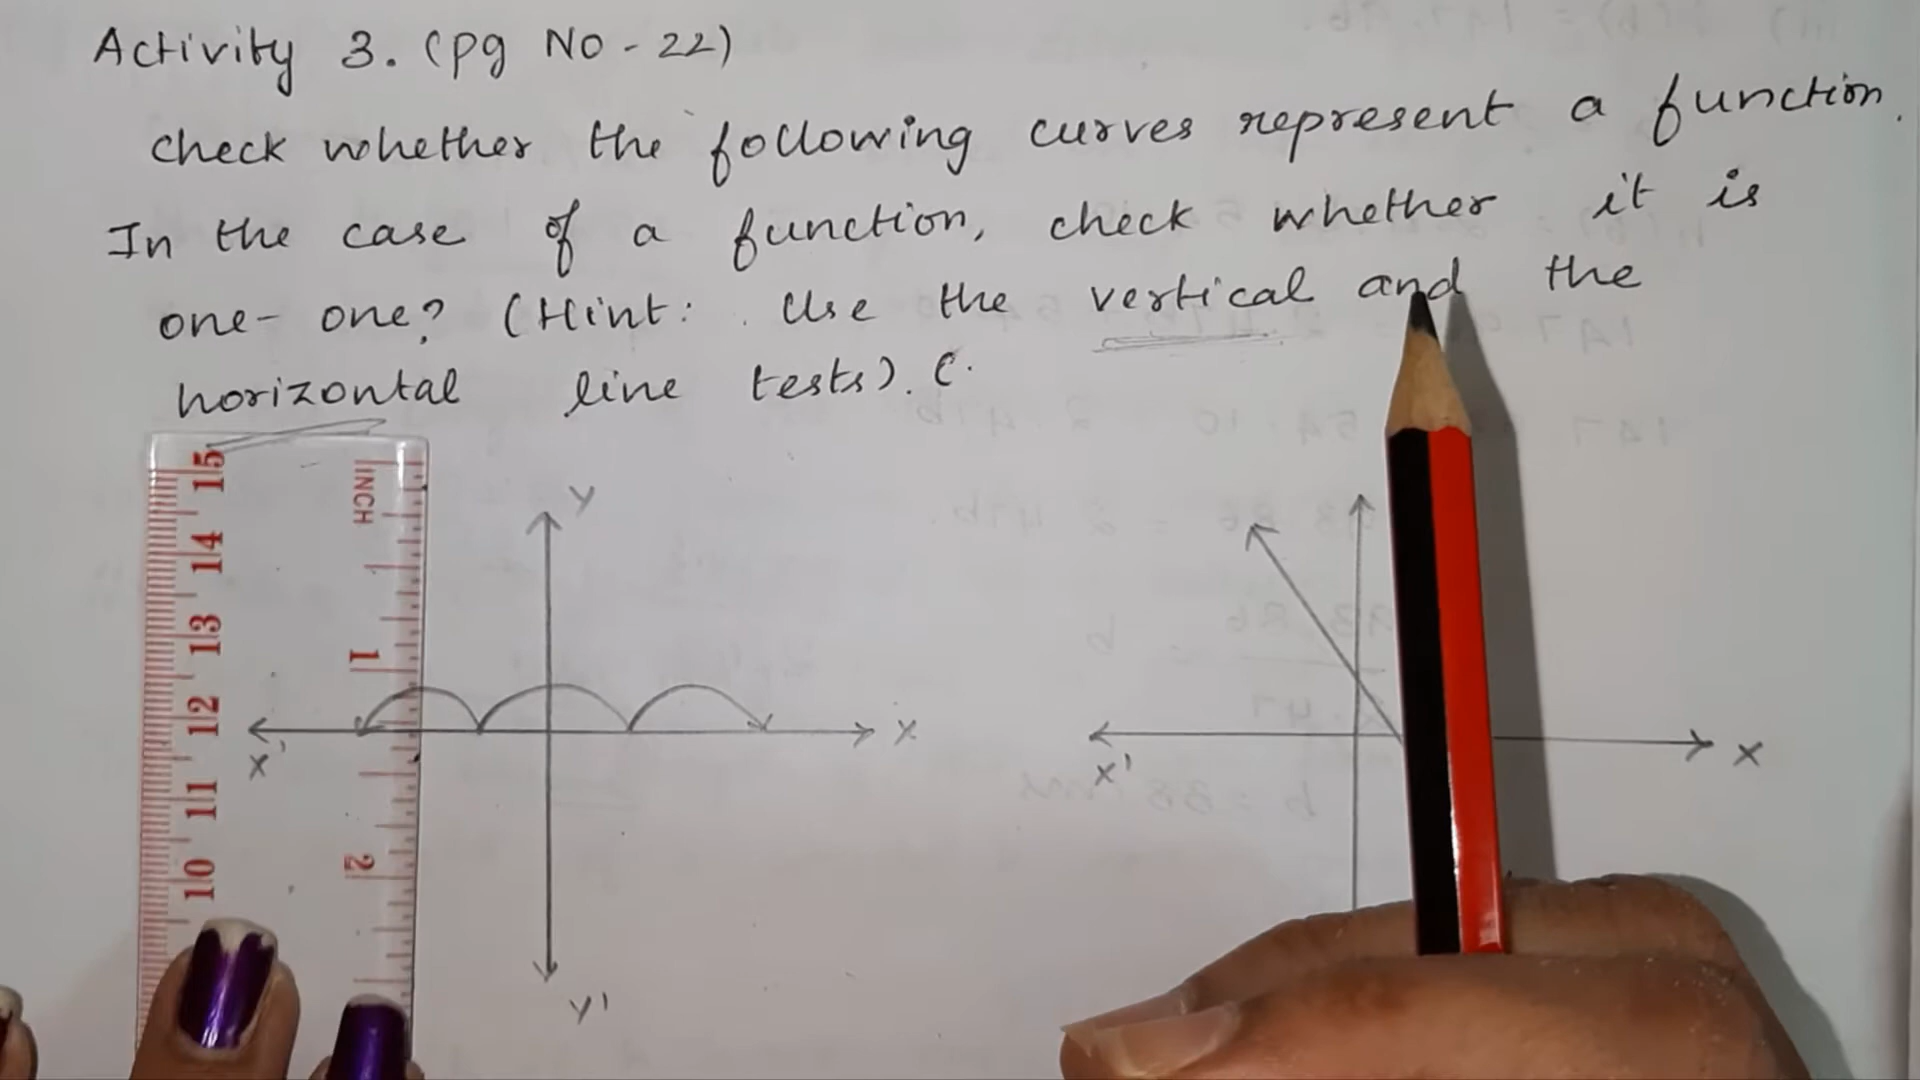 Activity 3. (pg No - 22)
check whether the following curves represent a function.
In the case of a function, check whether it is
one- one? (Hint: Use the vertical and the
horizontal line tests). (.
15 INCH
14
13
1
12
11
2
10
Y
X' X
Y'
X' X